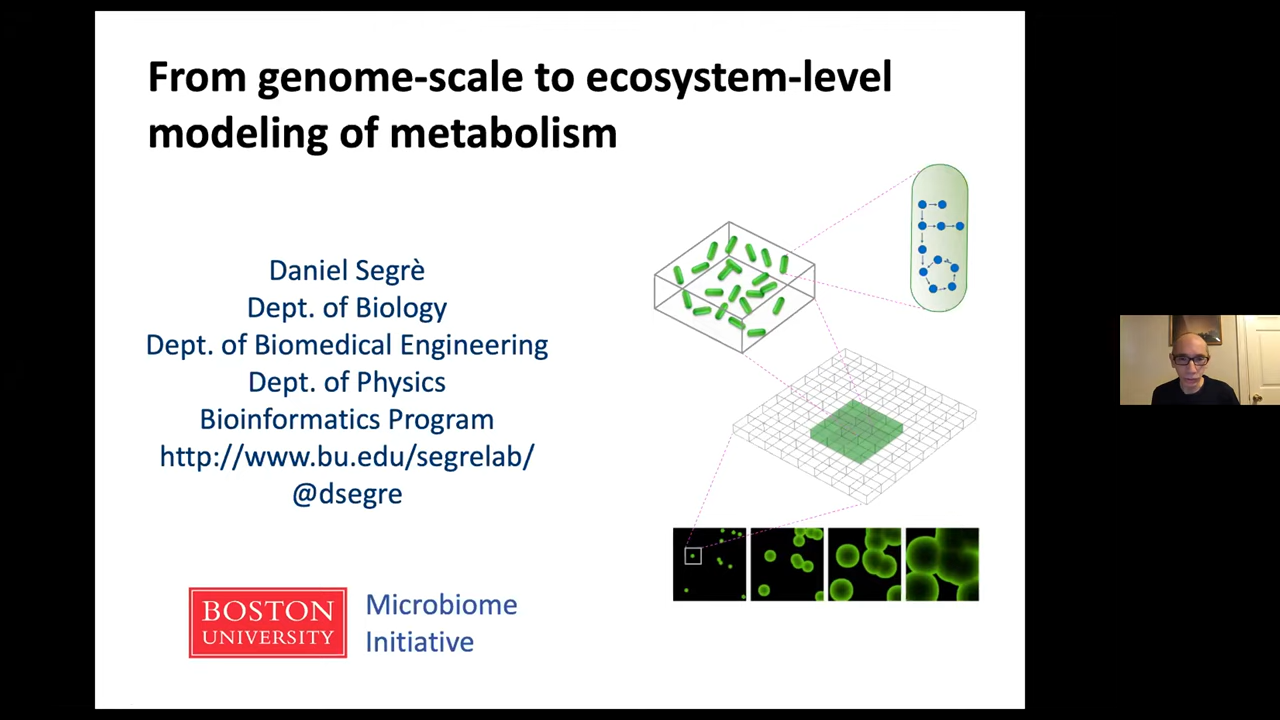 From genome-scale to ecosystem-level
modeling of metabolism
Daniel Segrè
Dept. of Biology
Dept. of Biomedical Engineering
Dept. of Physics
Bioinformatics Program
http://www.bu.edu/segrelab/
@dsegre
BOSTON
UNIVERSITY
Microbiome
Initiative